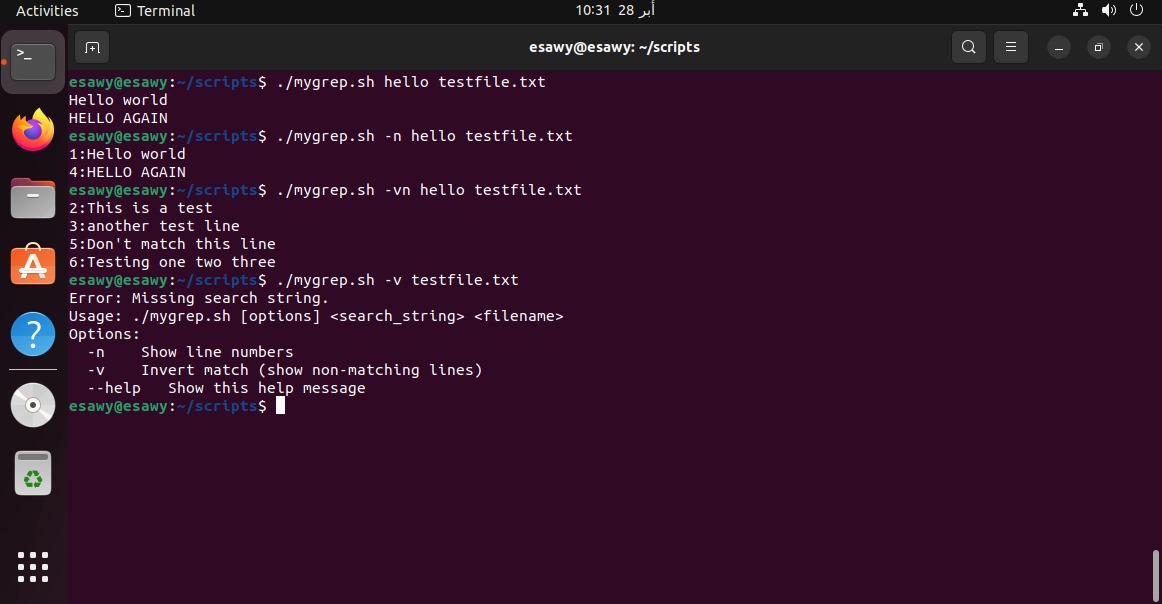 Activities
Terminal
10:31 28 أبر
esawy@esawy: ~/scripts
esawy@esawy:~/scripts$ ./mygrep.sh hello testfile.txt
Hello world
HELLO AGAIN
esawy@esawy:~/scripts$ ./mygrep.sh -n hello testfile.txt
1:Hello world
4:HELLO AGAIN
esawy@esawy:~/scripts$ ./mygrep.sh -vn hello testfile.txt
2:This is a test
3:another test line
5:Don't match this line
6:Testing one two three
esawy@esawy:~/scripts$ ./mygrep.sh -v testfile.txt
Error: Missing search string.
Usage: ./mygrep.sh [options] <search_string> <filename>
Options:
  -n    Show line numbers
  -v    Invert match (show non-matching lines)
  --help   Show this help message
esawy@esawy:~/scripts$